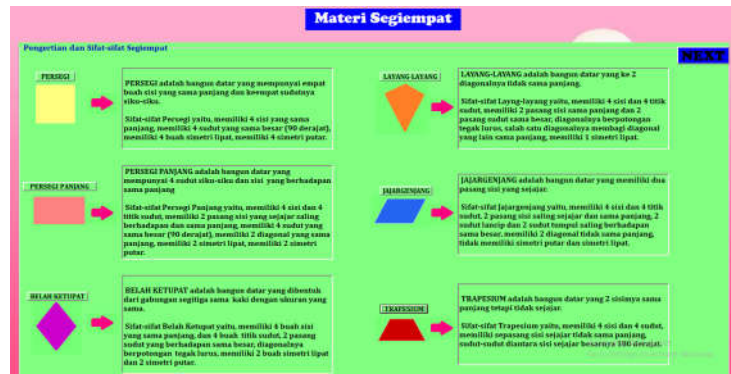 Materi Segiempat
Pengertian dan Sifat-sifat Segiempat
NEXT
PERSEGI
PERSEGI adalah bangun datar yang mempunyai empat
buah sisi yang sama panjang dan keempat sudutnya
siku-siku.
Sifat-sifat Persegi yaitu, memiliki 4 sisi yang sama
panjang, memiliki 4 sudut yang sama besar (90 derajat),
memiliki 4 buah simetri lipat, memiliki 4 simetri putar.
PERSEGI PANJANG
PERSEGI PANJANG adalah bangun datar yang
mempunyi 4 sudut siku-siku dan sisi yang berhadapan
sama panjang
Sifat-sifat Persegi Panjang yaitu, memiliki 4 sisi dan 4
titik sudut, memiliki 2 pasang sisi yang sejajar saling
berhadapan dan sama panjang, memiliki 4 sudut yang
sama besar (90 derajat), memiliki 2 diagonal yang sama
panjang, memiliki 2 simetri lipat, memiliki 2 simetri
putar.
BELAH KETUPAT
BELAH KETUPAT adalah bangun datar yang dibentuk
dari gabungan segitiga sama kaki dengan ukuran yang
sama.
Sifat-sifat Belah Ketupat yaitu, memiliki 4 buah sisi
yang sama panjang, dan 4 buah titik sudut, 2 pasang
sudut yang berhadapan sama besar, diagonalnya
berpotongan tegak lurus, memiliki 2 buah simetri lipat
dan 2 simetri putar.
LAYANG LAYANG
LAYANG-LAYANG adalah bangun datar yang ke 2
diagonalnya tidak sama panjang.
Sifat-sifat Layng-layang yaitu, memiliki 4 sisi dan 4 titik
sudut, memiliki 2 pasang sisi sama panjang dan 2
pasang sudut sama besar, diagonalnya berpotongan
tegak lurus, salah satu diagonalnya membagi diagonal
yang lain sama panjang, memiliki 1 simetri lipat.
JAJARGENJANG
JAJARGENJANG adalah bangun datar yang memiliki dua
pasang sisi yang sejajar.
Sifat-sifat Jajargenjang yaitu, memiliki 4 sisi dan 4 titik
sudut, 2 pasang sisi saling sejajar dan sama panjang, 2
sudut lancip dan 2 sudut tumpul saling berhadapan
sama besar, memiliki 2 diagonal tidak sama panjang,
tidak memiliki simetri putar dan simetri lipat.
TRAPESIUM
TRAPESIUM adalah bangun datar yang 2 sisinya sama
panjang tetapi tidak sejajar.
Sifat-sifat Trapesium yaitu, memiliki 4 sisi dan 4 sudut,
memiliki sepasang sisi sejajar tidak sama panjang,
sudut-sudut diantara sisi sejajar besarnya 180 derajat.